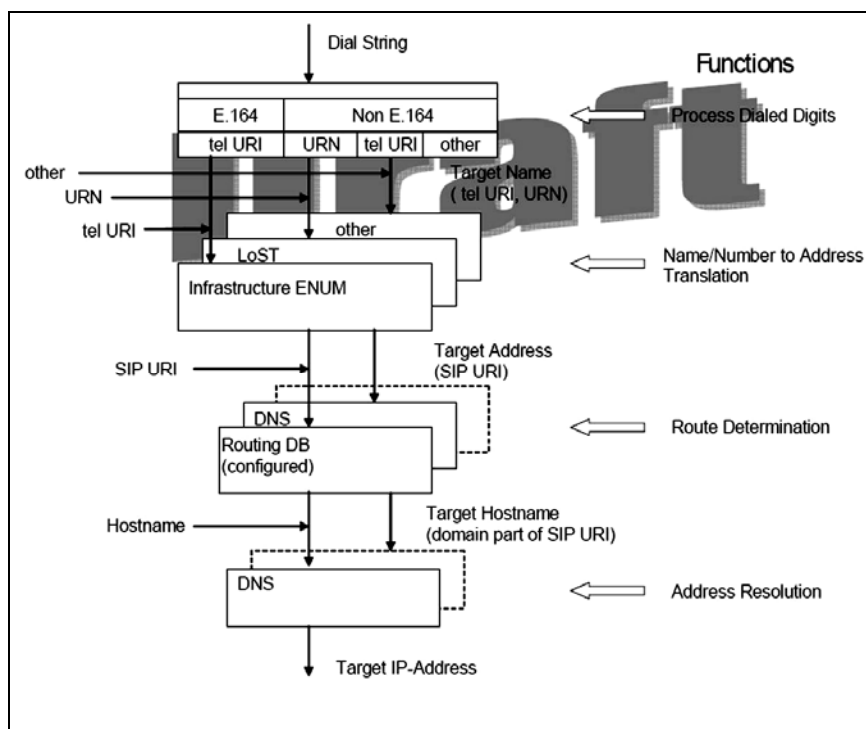 Dial String
Functions
E.164
Non E.164
Process Dialed Digits
tel URI
URN
tel URI
other
other
Target Name
( tel URI, URN)
URN
tel URI
other
LoST
Name/Number to Address
Translation
Infrastructure ENUM
Target Address
(SIP URI)
SIP URI
DNS
Route Determination
Routing DB
(configured)
Target Hostname
(domain part of SIP URI)
Hostname
DNS
Address Resolution
Target IP-Address
Draft